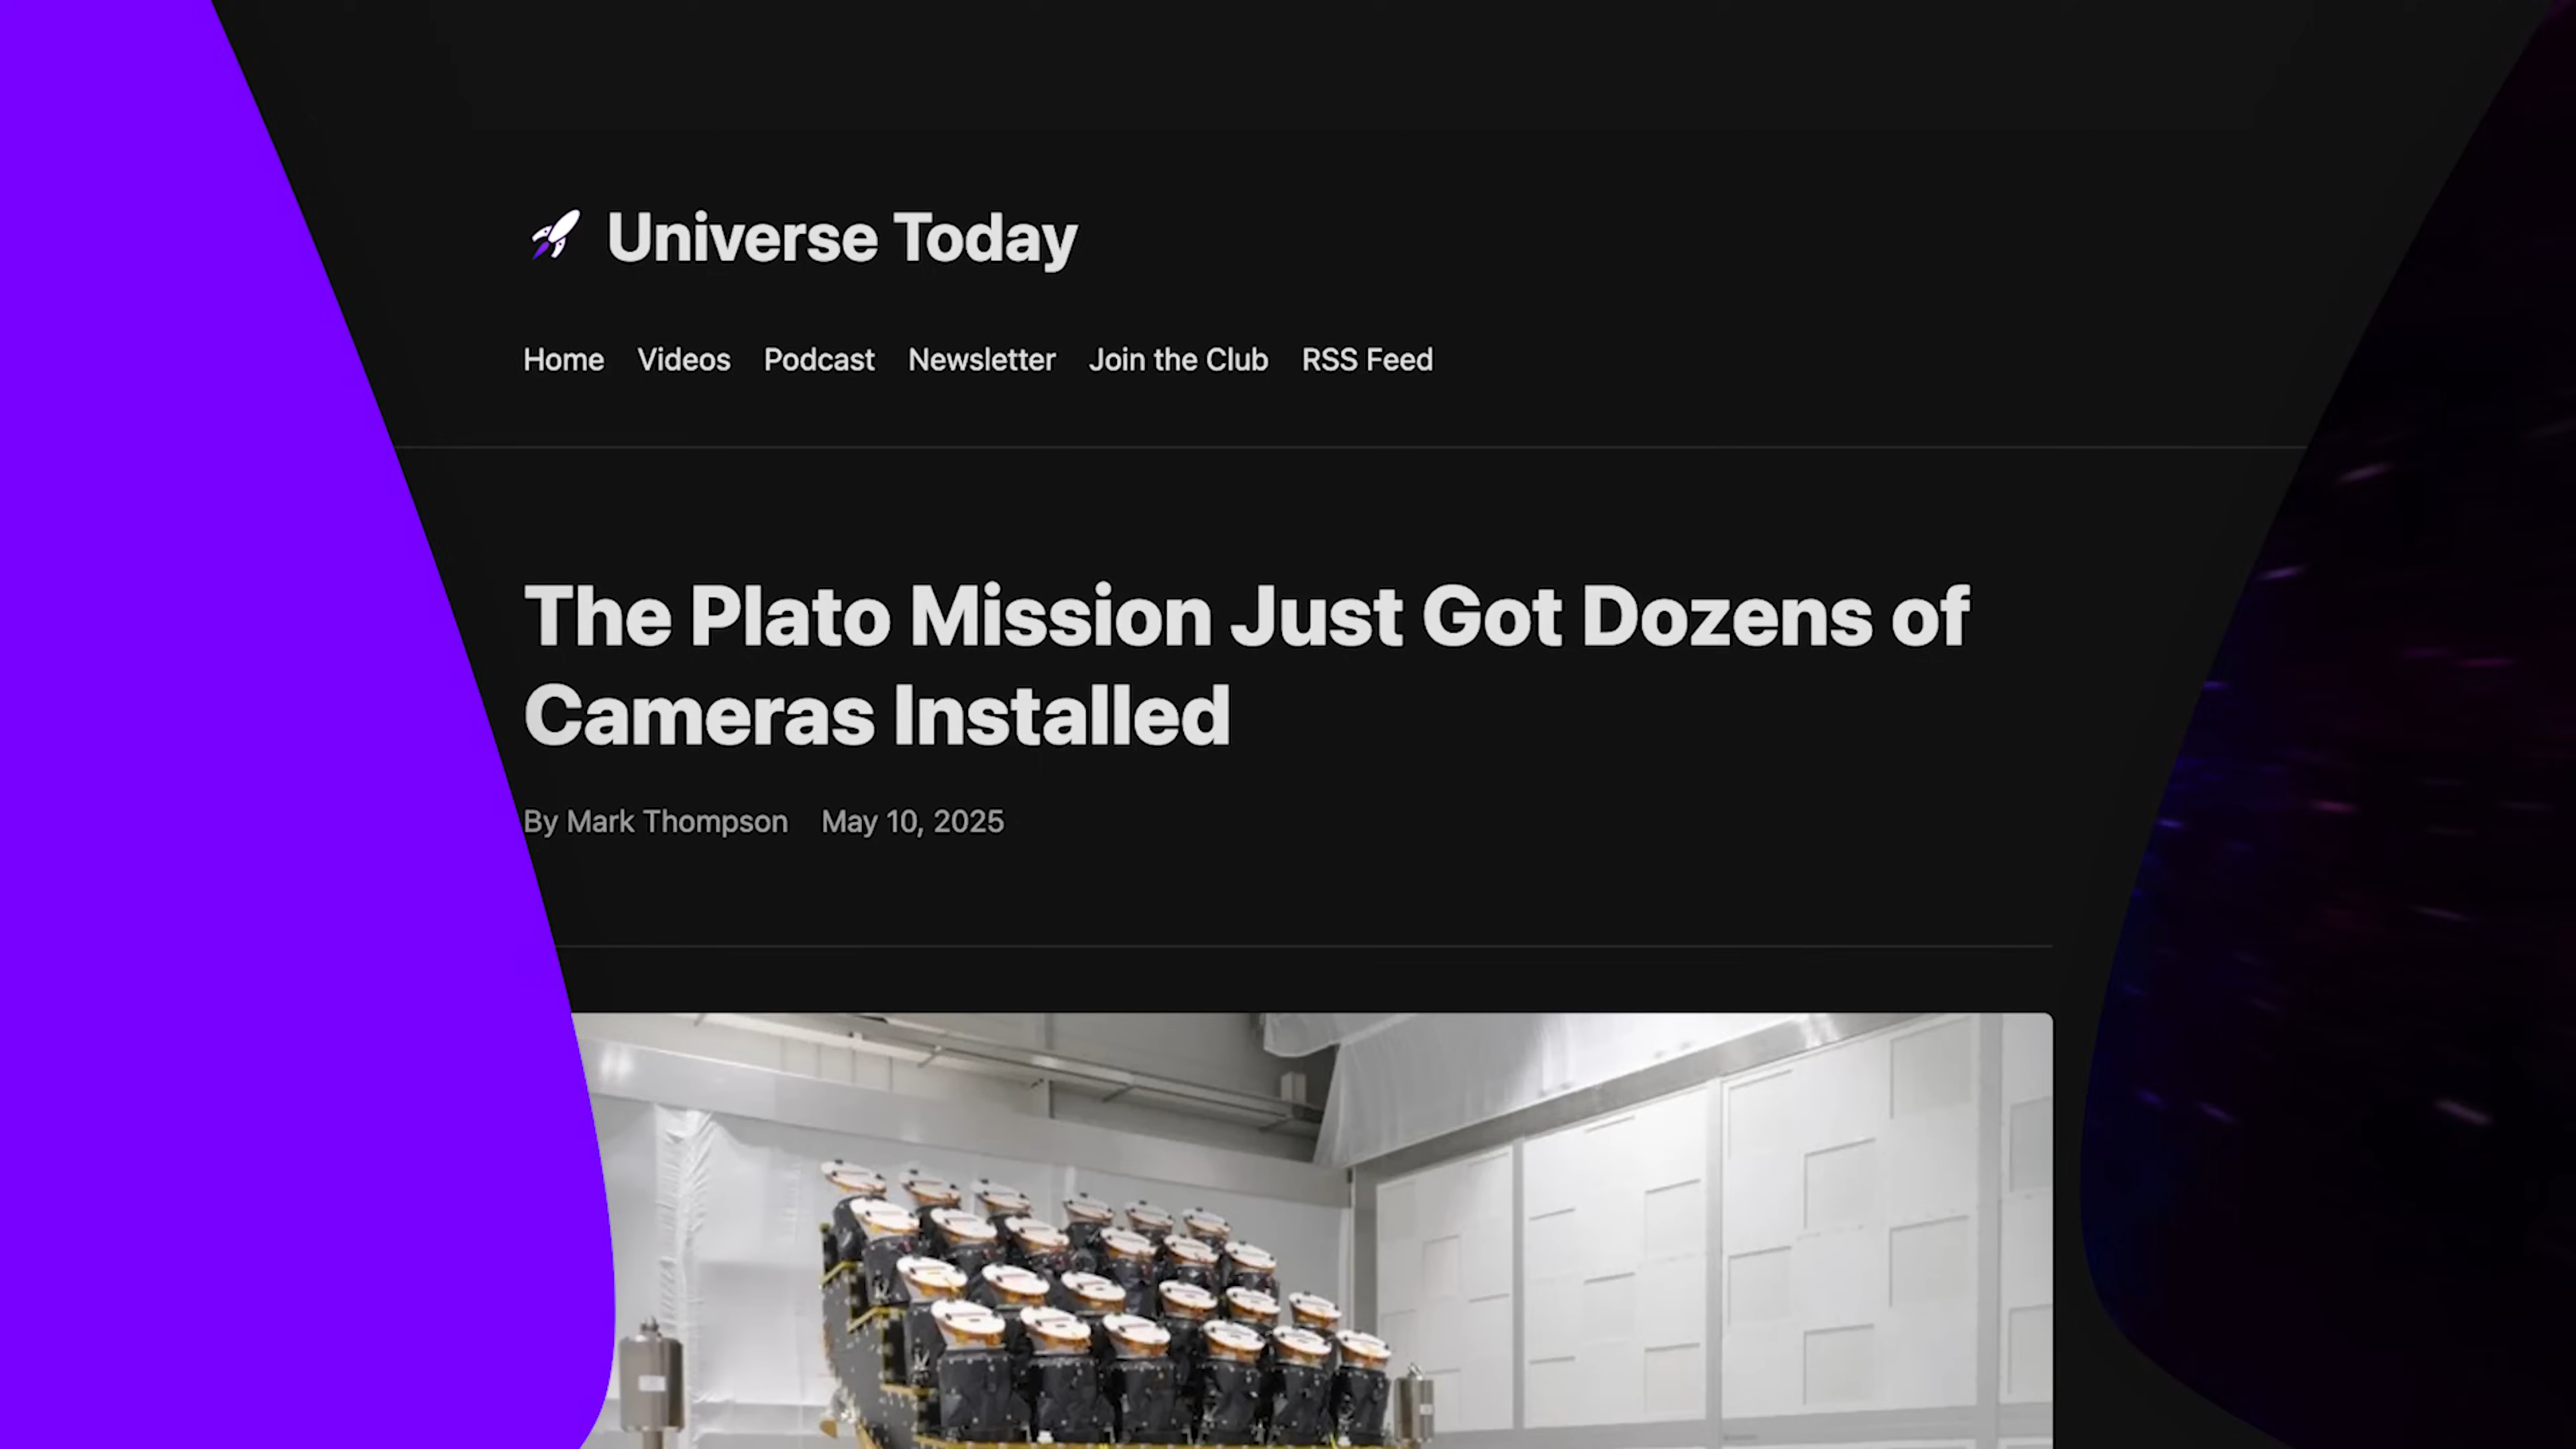 Universe Today
Home Videos Podcast Newsletter Join the Club RSS Feed
The Plato Mission Just Got Dozens of
Cameras Installed
By Mark Thompson May 10, 2025